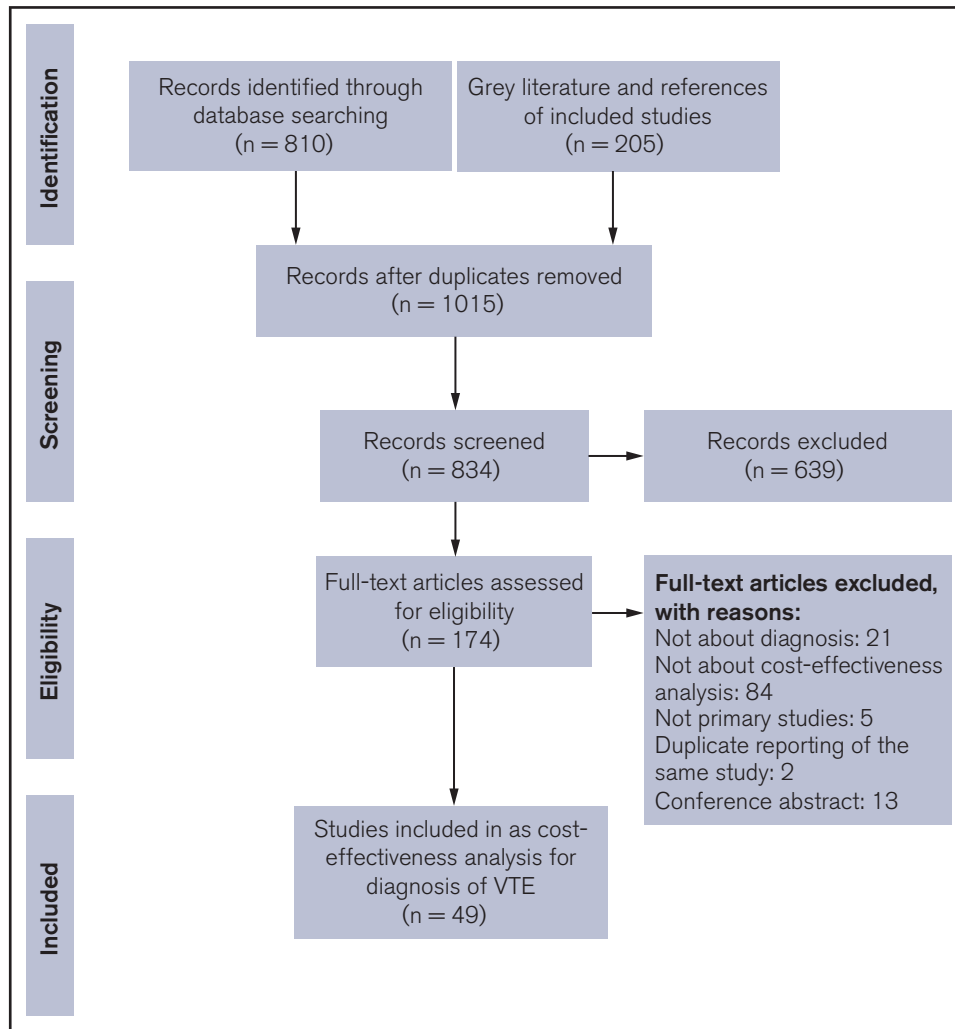 Identification
Records identified through
database searching
(n = 810)
Grey literature and references
of included studies
(n = 205)
Records after duplicates removed
(n = 1015)
Screening
Records screened
(n = 834)
Records excluded
(n = 639)
Eligibility
Full-text articles assessed
for eligibility
(n = 174)
Full-text articles excluded,
with reasons:
Not about diagnosis: 21
Not about cost-effectiveness
analysis: 84
Not primary studies: 5
Duplicate reporting of the
same study: 2
Conference abstract: 13
Included
Studies included in as cost-
effectiveness analysis for
diagnosis of VTE
(n = 49)